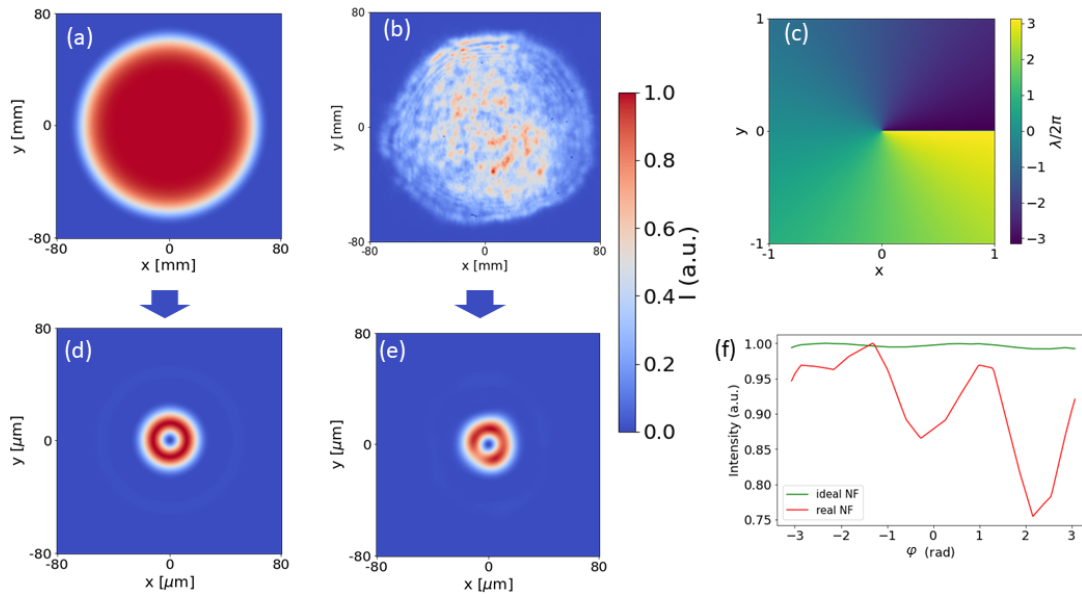 (a)
80
0
-80
y [mm]
-80
0
80
x [mm]
(b)
80
0
-80
y [mm]
-80
0
80
x [mm]
1.0
0.8
0.6
0.4
0.2
0.0
I (a.u.)
(c)
1
0
-1
y
-1
0
1
x
3
2
1
0
-1
-2
-3
λ/2π
(d)
80
0
-80
y [μm]
-80
0
80
x [μm]
(e)
80
0
-80
y [μm]
-80
0
80
x [μm]
(f)
1.00
0.95
0.90
0.85
0.80
0.75
Intensity (a.u.)
ideal NF
real NF
−3 −2 −1 0 1 2 3
φ (rad)